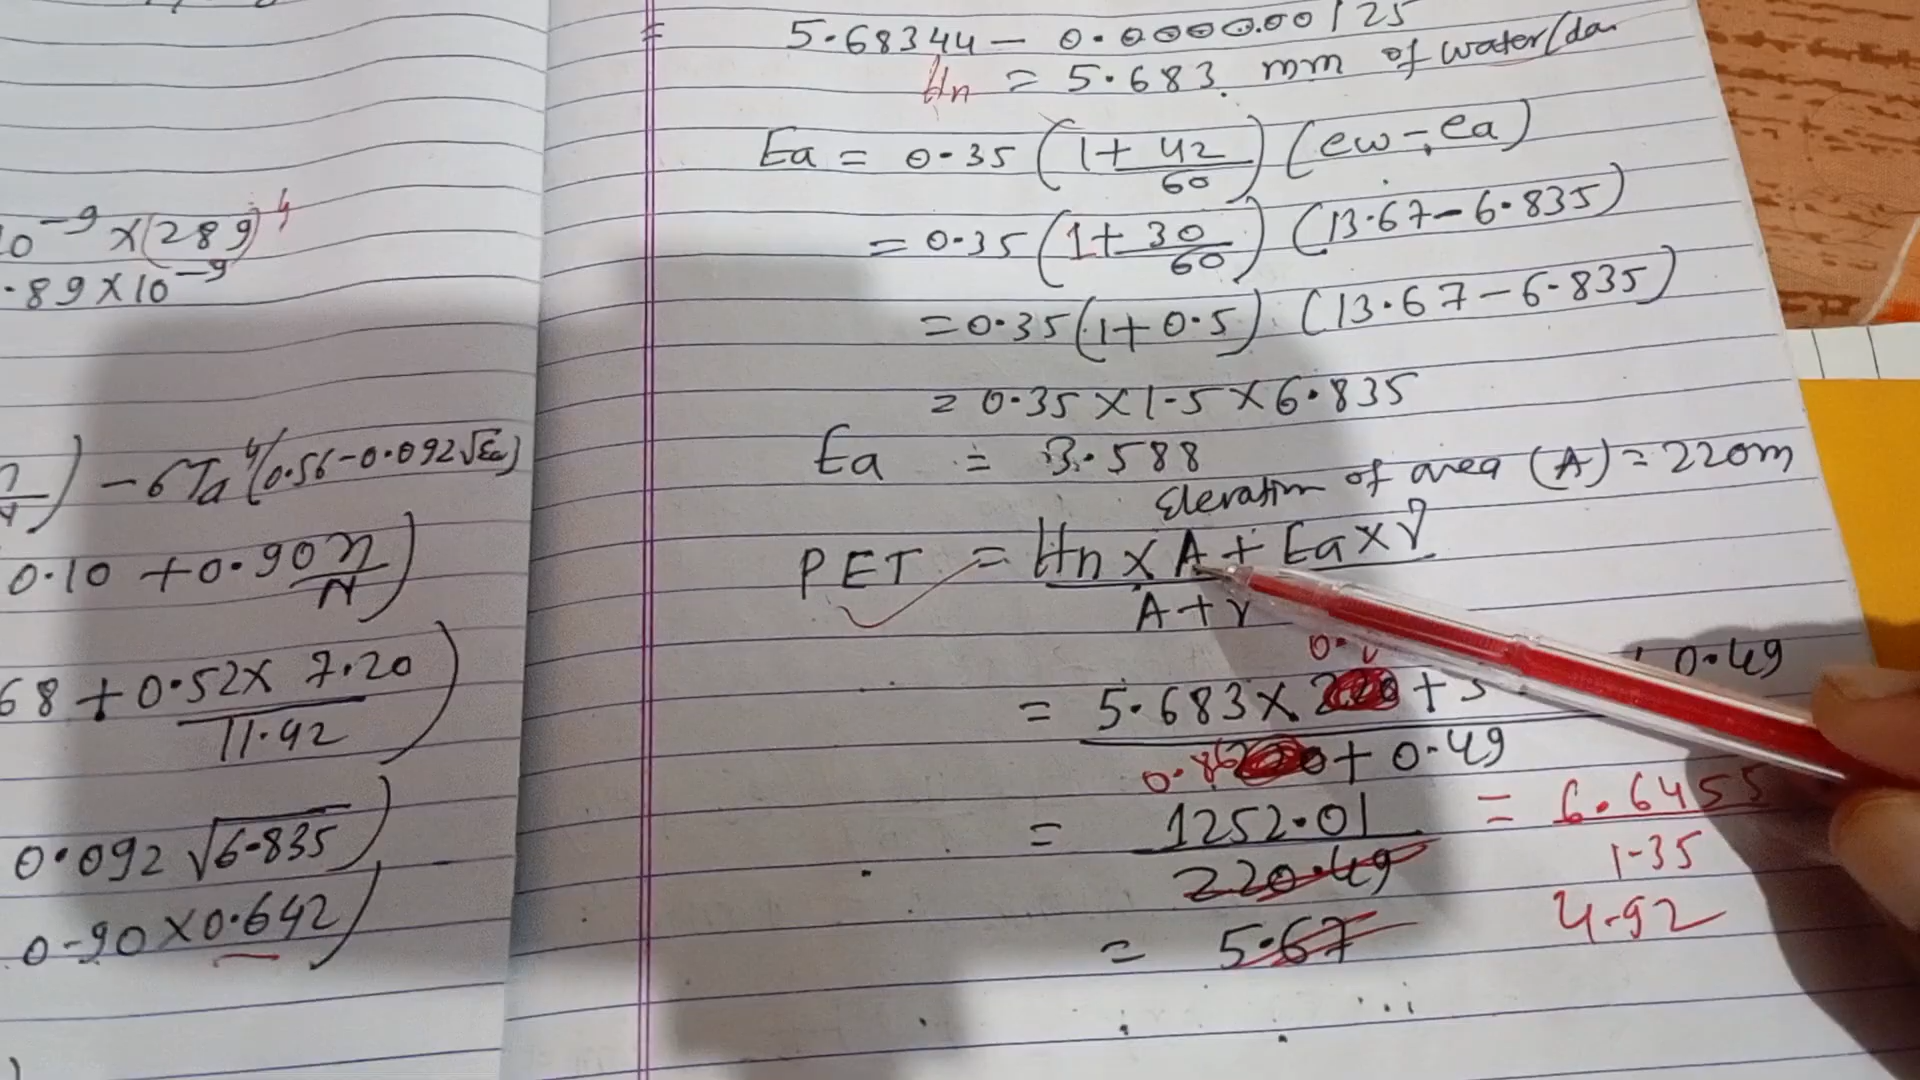 10⁻⁹ × (289)⁴
.89 × 10⁻⁹
) - σTa⁴ (0.56 - 0.092 √Ea)
0.10 + 0.90 n/N)
68 + 0.52 × 7.20 / 11.42)
0.092 √6.835)
0.90 × 0.642)
= 5.68344 - 0.0000.00125
Hn = 5.683 mm of water/da
Ea = 0.35 (1 + U2/60) (ew - ea)
= 0.35 (1 + 30/60) (13.67 - 6.835)
= 0.35 (1 + 0.5) (13.67 - 6.835)
= 0.35 × 1.5 × 6.835
Ea = 3.588
Elevation of area (A) = 220m
PET = Hn × A + Ea × γ / A + γ
= 5.683 × + 0.49
0.86 + 0.49
= 1252.01 / 220.49 = 6.6455 / 1.35
= 5.67 4.92